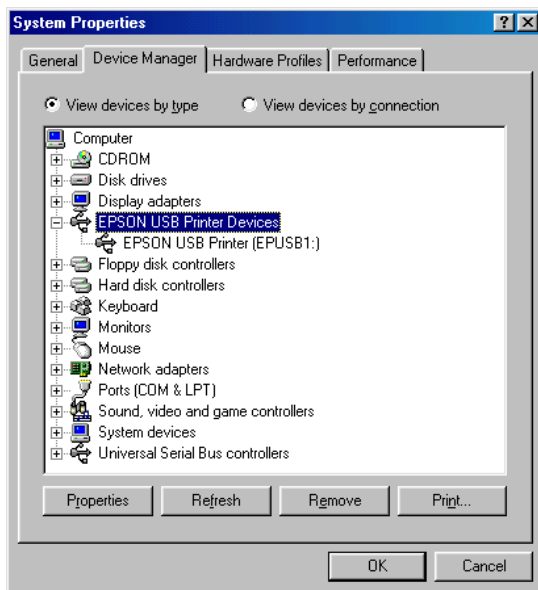 System Properties
General Device Manager Hardware Profiles Performance
View devices by type View devices by connection
Computer
CDROM
Disk drives
Display adapters
EPSON USB Printer Devices
EPSON USB Printer (EPUSB1:)
Floppy disk controllers
Hard disk controllers
Keyboard
Monitors
Mouse
Network adapters
Ports (COM & LPT)
Sound, video and game controllers
System devices
Universal Serial Bus controllers
Properties Refresh Remove Print...
OK Cancel